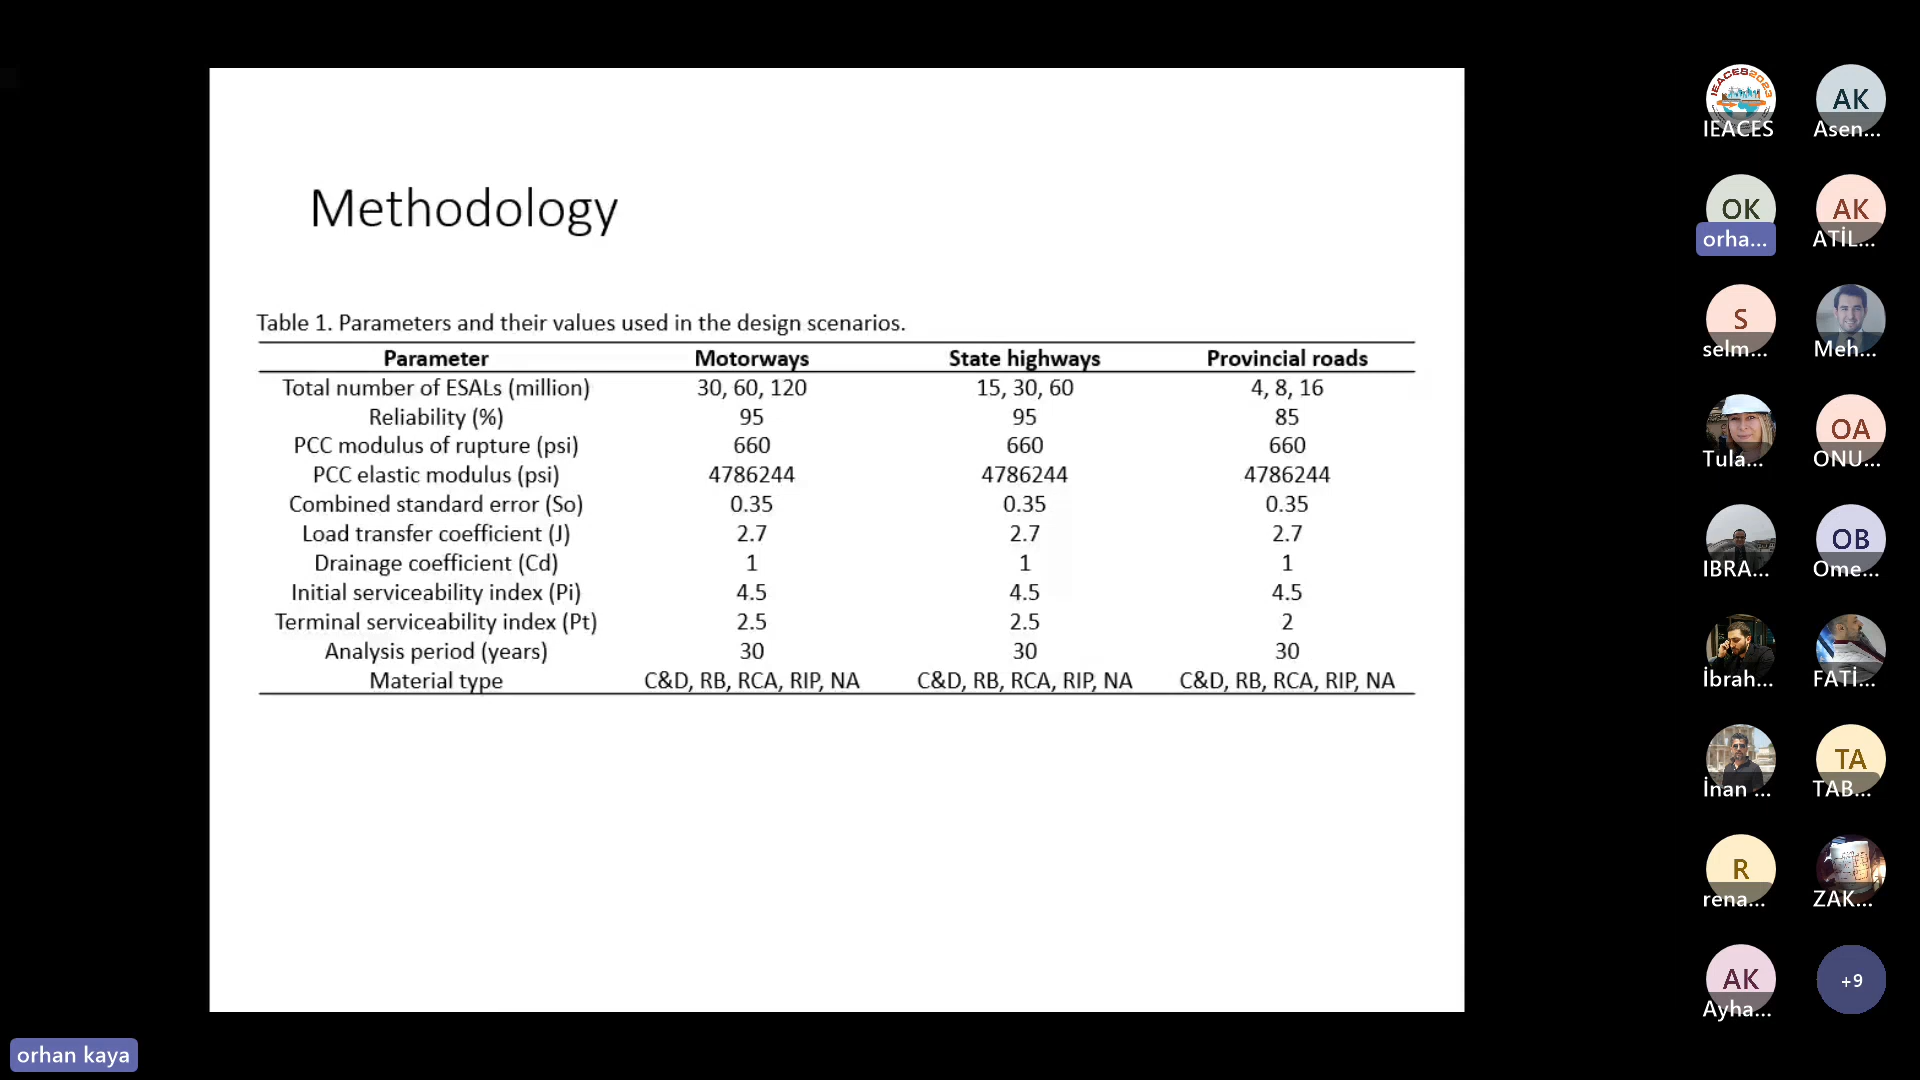 Methodology
Table 1. Parameters and their values used in the design scenarios.
Parameter Motorways State highways Provincial roads
Total number of ESALs (million) 30, 60, 120 15, 30, 60 4, 8, 16
Reliability (%) 95 95 85
PCC modulus of rupture (psi) 660 660 660
PCC elastic modulus (psi) 4786244 4786244 4786244
Combined standard error (So) 0.35 0.35 0.35
Load transfer coefficient (J) 2.7 2.7 2.7
Drainage coefficient (Cd) 1 1 1
Initial serviceability index (Pi) 4.5 4.5 4.5
Terminal serviceability index (Pt) 2.5 2.5 2
Analysis period (years) 30 30 30
Material type C&D, RB, RCA, RIP, NA C&D, RB, RCA, RIP, NA C&D, RB, RCA, RIP, NA
IEACES2023
IEACES
AK
Asen...
OK
orha...
AK
ATİL...
S
selm...
Meh...
Tula...
OA
ONU...
IBRA...
OB
Ome...
İbrah...
FATİ...
İnan ...
TA
TAB...
R
rena...
ZAK...
AK
Ayha...
+9
orhan kaya